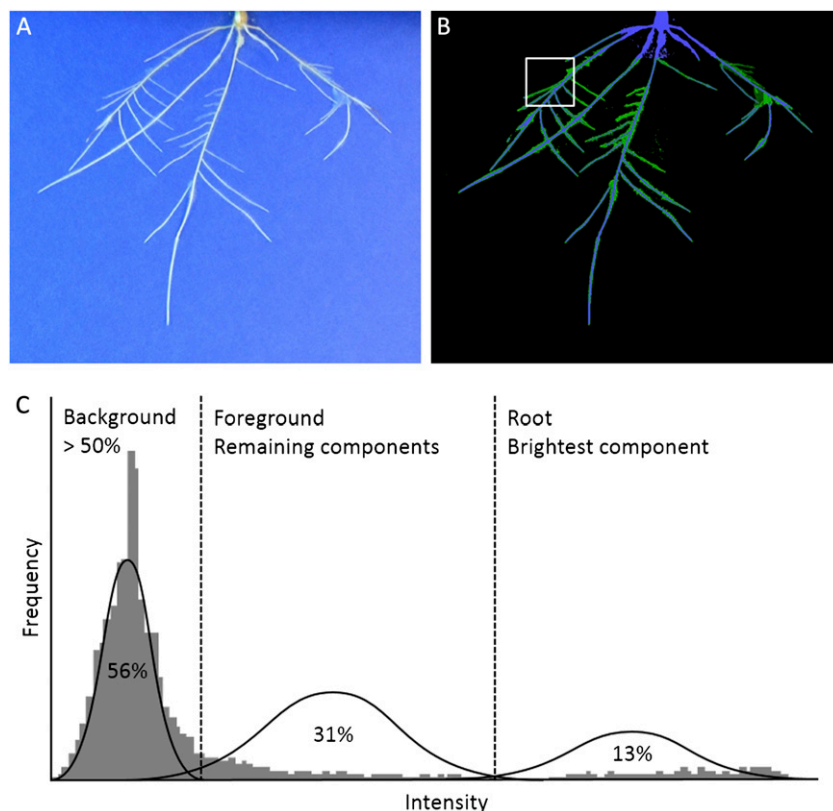 A
B
C
Background
> 50%
Foreground
Remaining components
Root
Brightest component
Frequency
56%
31%
13%
Intensity